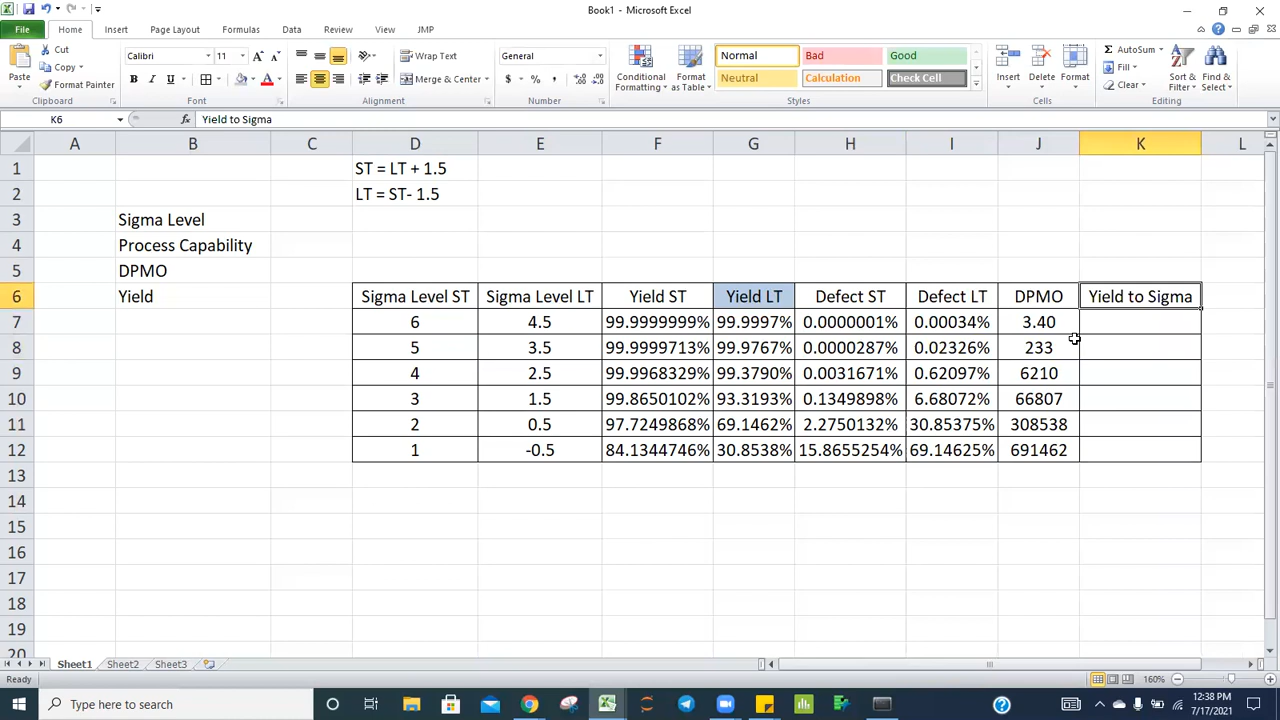 Book1 - Microsoft Excel
File Home Insert Page Layout Formulas Data Review View JMP
Paste Cut Copy Format Painter Clipboard
Calibri 11 Font
Wrap Text Merge & Center Alignment
General Number
Conditional Formatting Format as Table Normal Bad Good Neutral Calculation Check Cell Styles
Insert Delete Format Cells
AutoSum Fill Clear Sort & Filter Find & Select Editing
K6 fx Yield to Sigma
A B C D E F G H I J K L
1 ST = LT + 1.5
2 LT = ST- 1.5
3 Sigma Level
4 Process Capability
5 DPMO
6 Yield Sigma Level ST Sigma Level LT Yield ST Yield LT Defect ST Defect LT DPMO Yield to Sigma
7 6 4.5 99.9999999% 99.9997% 0.0000001% 0.00034% 3.40
8 5 3.5 99.9999713% 99.9767% 0.0000287% 0.02326% 233
9 4 2.5 99.9968329% 99.3790% 0.0031671% 0.62097% 6210
10 3 1.5 99.8650102% 93.3193% 0.1349898% 6.68072% 66807
11 2 0.5 97.7249868% 69.1462% 2.2750132% 30.85375% 308538
12 1 -0.5 84.1344746% 30.8538% 15.8655254% 69.14625% 691462
13
14
15
16
17
18
19
20
Sheet1 Sheet2 Sheet3
Ready 160%
Type here to search
12:38 PM
7/17/2021